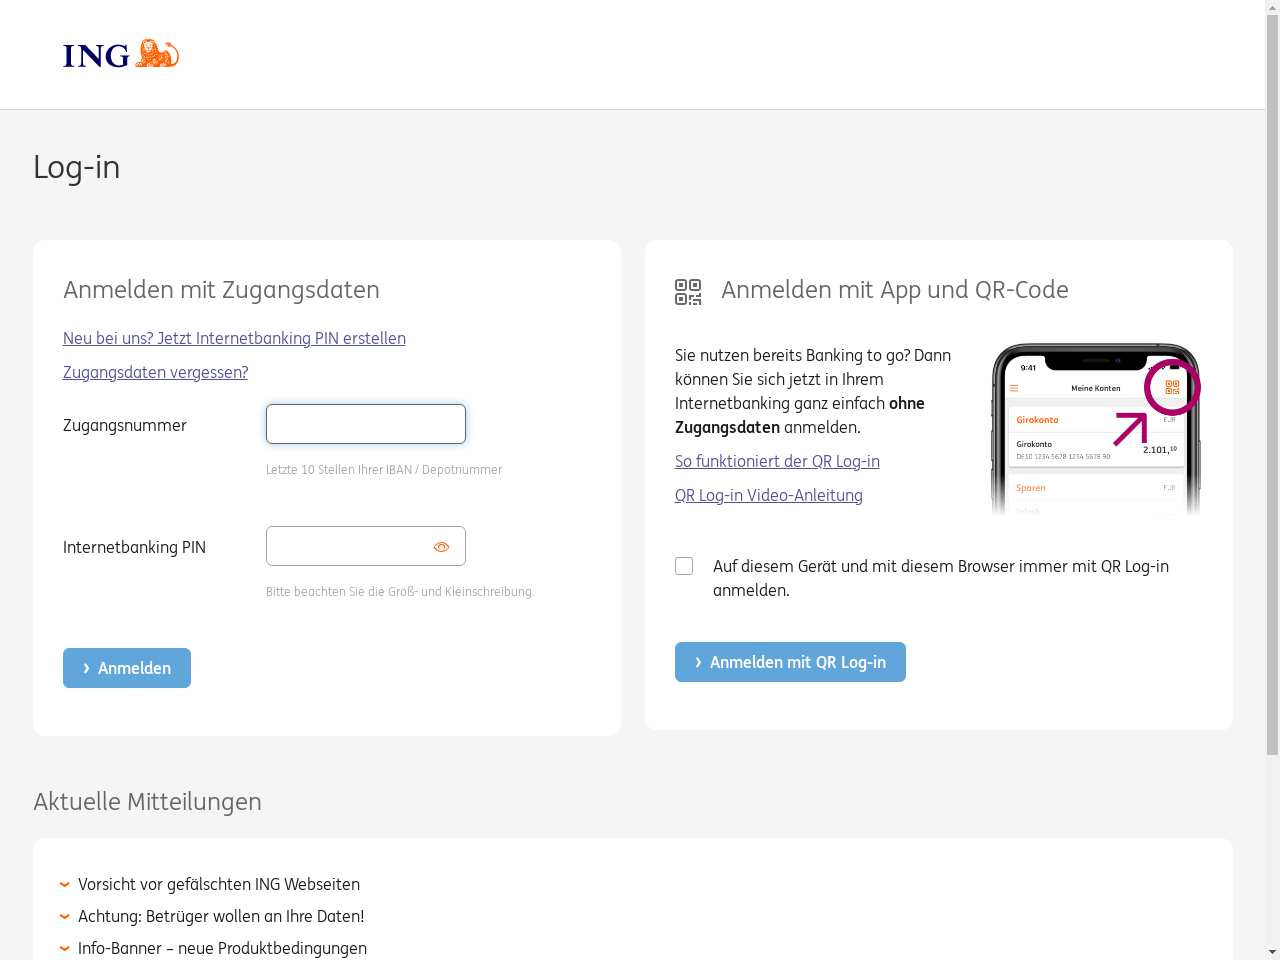 ING
Log-in
Anmelden mit Zugangsdaten
Neu bei uns? Jetzt Internetbanking PIN erstellen
Zugangsdaten vergessen?
Zugangsnummer
Letzte 10 Stellen Ihrer IBAN / Depotnummer
Internetbanking PIN
Bitte beachten Sie die Groß- und Kleinschreibung.
Anmelden
Anmelden mit App und QR-Code
Sie nutzen bereits Banking to go? Dann
können Sie sich jetzt in Ihrem
Internetbanking ganz einfach ohne
Zugangsdaten anmelden.
So funktioniert der QR Log-in
QR Log-in Video-Anleitung
9:41
Meine Konten
Girokonto EUR
Girokonto
2.101,10
DE10 1234 5678 1234 5678 90
Sparen EUR
Urlaub
Auf diesem Gerät und mit diesem Browser immer mit QR Log-in
anmelden.
Anmelden mit QR Log-in
Aktuelle Mitteilungen
Vorsicht vor gefälschten ING Webseiten
Achtung: Betrüger wollen an Ihre Daten!
Info-Banner – neue Produktbedingungen